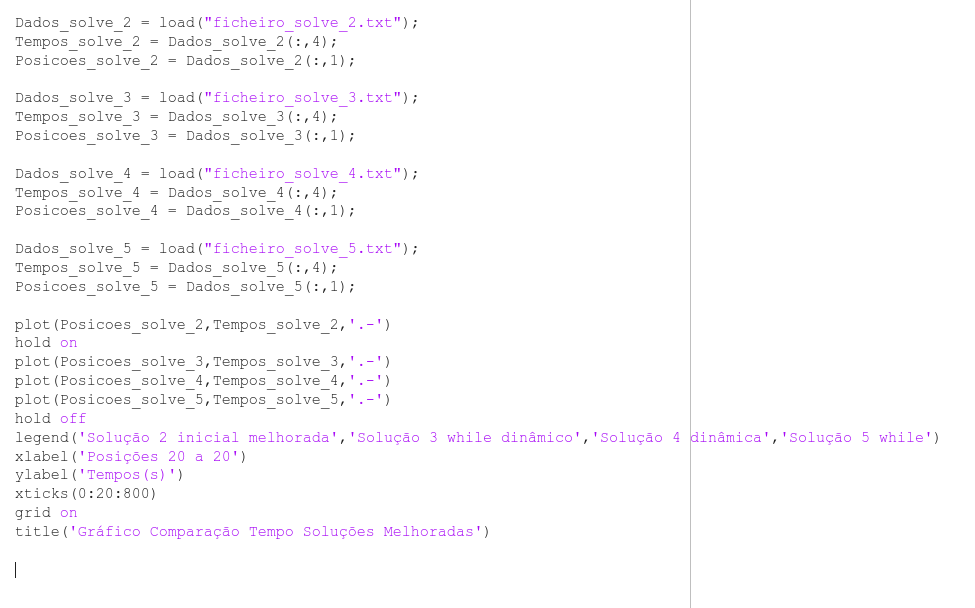 Dados_solve_2 = load("ficheiro_solve_2.txt");
Tempos_solve_2 = Dados_solve_2(:,4);
Posicoes_solve_2 = Dados_solve_2(:,1);
Dados_solve_3 = load("ficheiro_solve_3.txt");
Tempos_solve_3 = Dados_solve_3(:,4);
Posicoes_solve_3 = Dados_solve_3(:,1);
Dados_solve_4 = load("ficheiro_solve_4.txt");
Tempos_solve_4 = Dados_solve_4(:,4);
Posicoes_solve_4 = Dados_solve_4(:,1);
Dados_solve_5 = load("ficheiro_solve_5.txt");
Tempos_solve_5 = Dados_solve_5(:,4);
Posicoes_solve_5 = Dados_solve_5(:,1);
plot(Posicoes_solve_2,Tempos_solve_2,'.-')
hold on
plot(Posicoes_solve_3,Tempos_solve_3,'.-')
plot(Posicoes_solve_4,Tempos_solve_4,'.-')
plot(Posicoes_solve_5,Tempos_solve_5,'.-')
hold off
legend('Solução 2 inicial melhorada','Solução 3 while dinâmico','Solução 4 dinâmica','Solução 5 while')
xlabel('Posições 20 a 20')
ylabel('Tempos(s)')
xticks(0:20:800)
grid on
title('Gráfico Comparação Tempo Soluções Melhoradas')